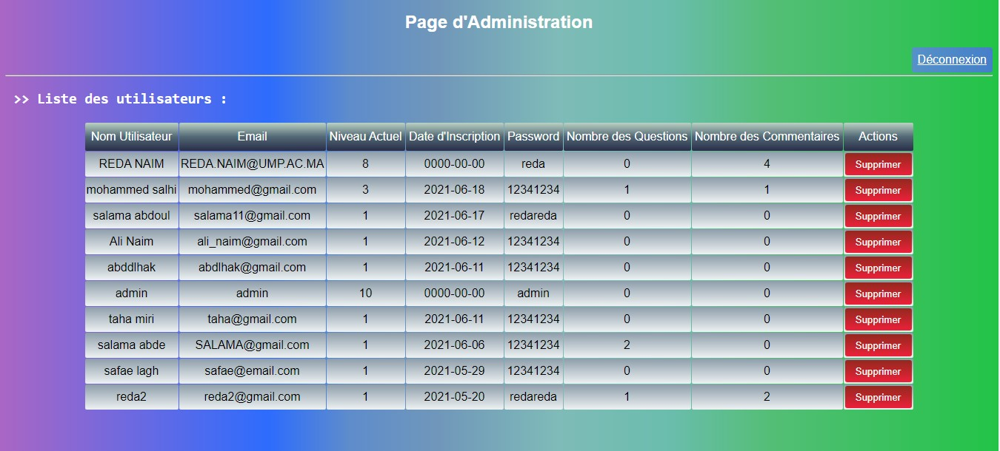 Page d'Administration
Déconnexion
>> Liste des utilisateurs :
Nom Utilisateur Email Niveau Actuel Date d'Inscription Password Nombre des Questions Nombre des Commentaires Actions
REDA NAIM REDA.NAIM@UMP.AC.MA 8 0000-00-00 reda 0 4 Supprimer
mohammed salhi mohammed@gmail.com 3 2021-06-18 12341234 1 1 Supprimer
salama abdoul salama11@gmail.com 1 2021-06-17 redareda 0 0 Supprimer
Ali Naim ali_naim@gmail.com 1 2021-06-12 12341234 0 0 Supprimer
abddlhak abdlhak@gmail.com 1 2021-06-11 12341234 0 0 Supprimer
admin admin 10 0000-00-00 admin 0 0 Supprimer
taha miri taha@gmail.com 1 2021-06-11 12341234 0 0 Supprimer
salama abde SALAMA@gmail.com 1 2021-06-06 12341234 2 0 Supprimer
safae lagh safae@email.com 1 2021-05-29 12341234 0 0 Supprimer
reda2 reda2@gmail.com 1 2021-05-20 redareda 1 2 Supprimer